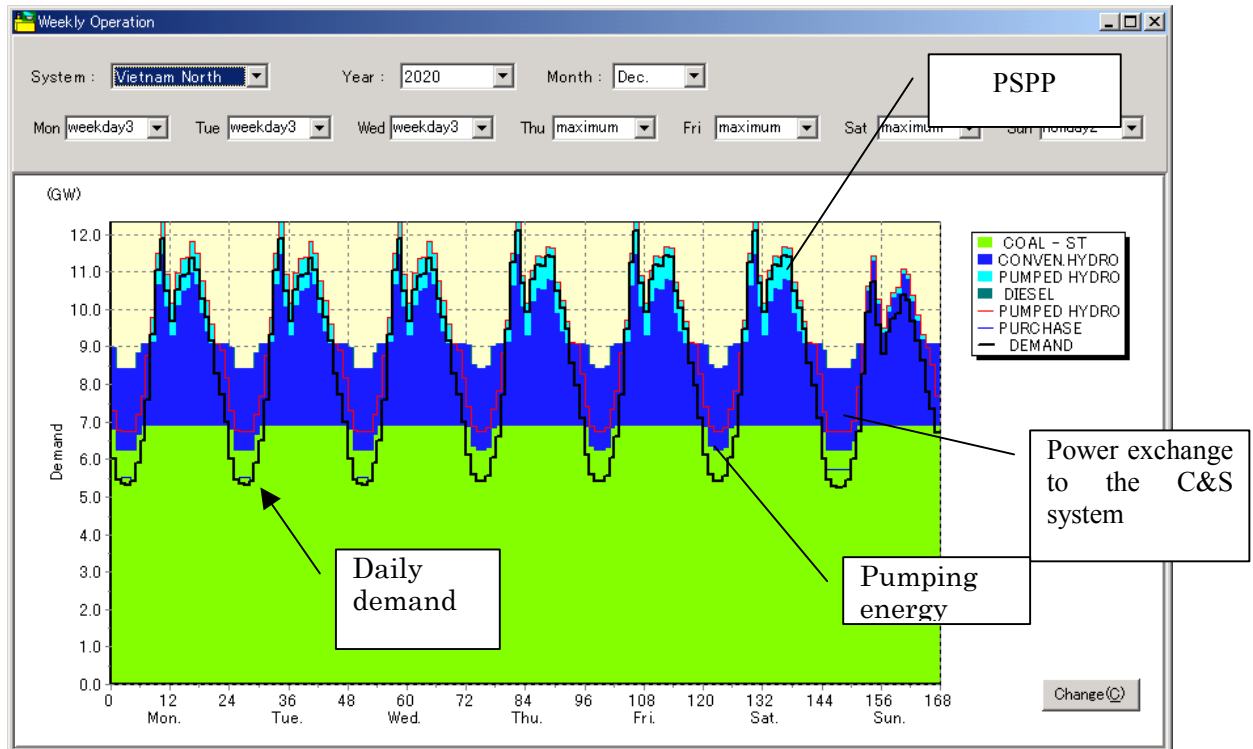 Weekly Operation
System : Vietnam North Year : 2020 Month : Dec.
PSPP
Mon weekday3 Tue weekday3 Wed weekday3 Thu maximum Fri maximum Sat maximum Sun holiday2
(GW)
12.0
11.0
10.0
9.0
8.0
7.0
6.0
5.0
4.0
3.0
2.0
1.0
0.0
Demand
COAL - ST
CONVEN.HYDRO
PUMPED HYDRO
DIESEL
PUMPED HYDRO
PURCHASE
DEMAND
Power exchange
to the C&S
system
Daily
demand
Pumping
energy
0 12 24 36 48 60 72 84 96 108 120 132 144 156 168
Mon. Tue. Wed. Thu. Fri. Sat. Sun.
Change(C)